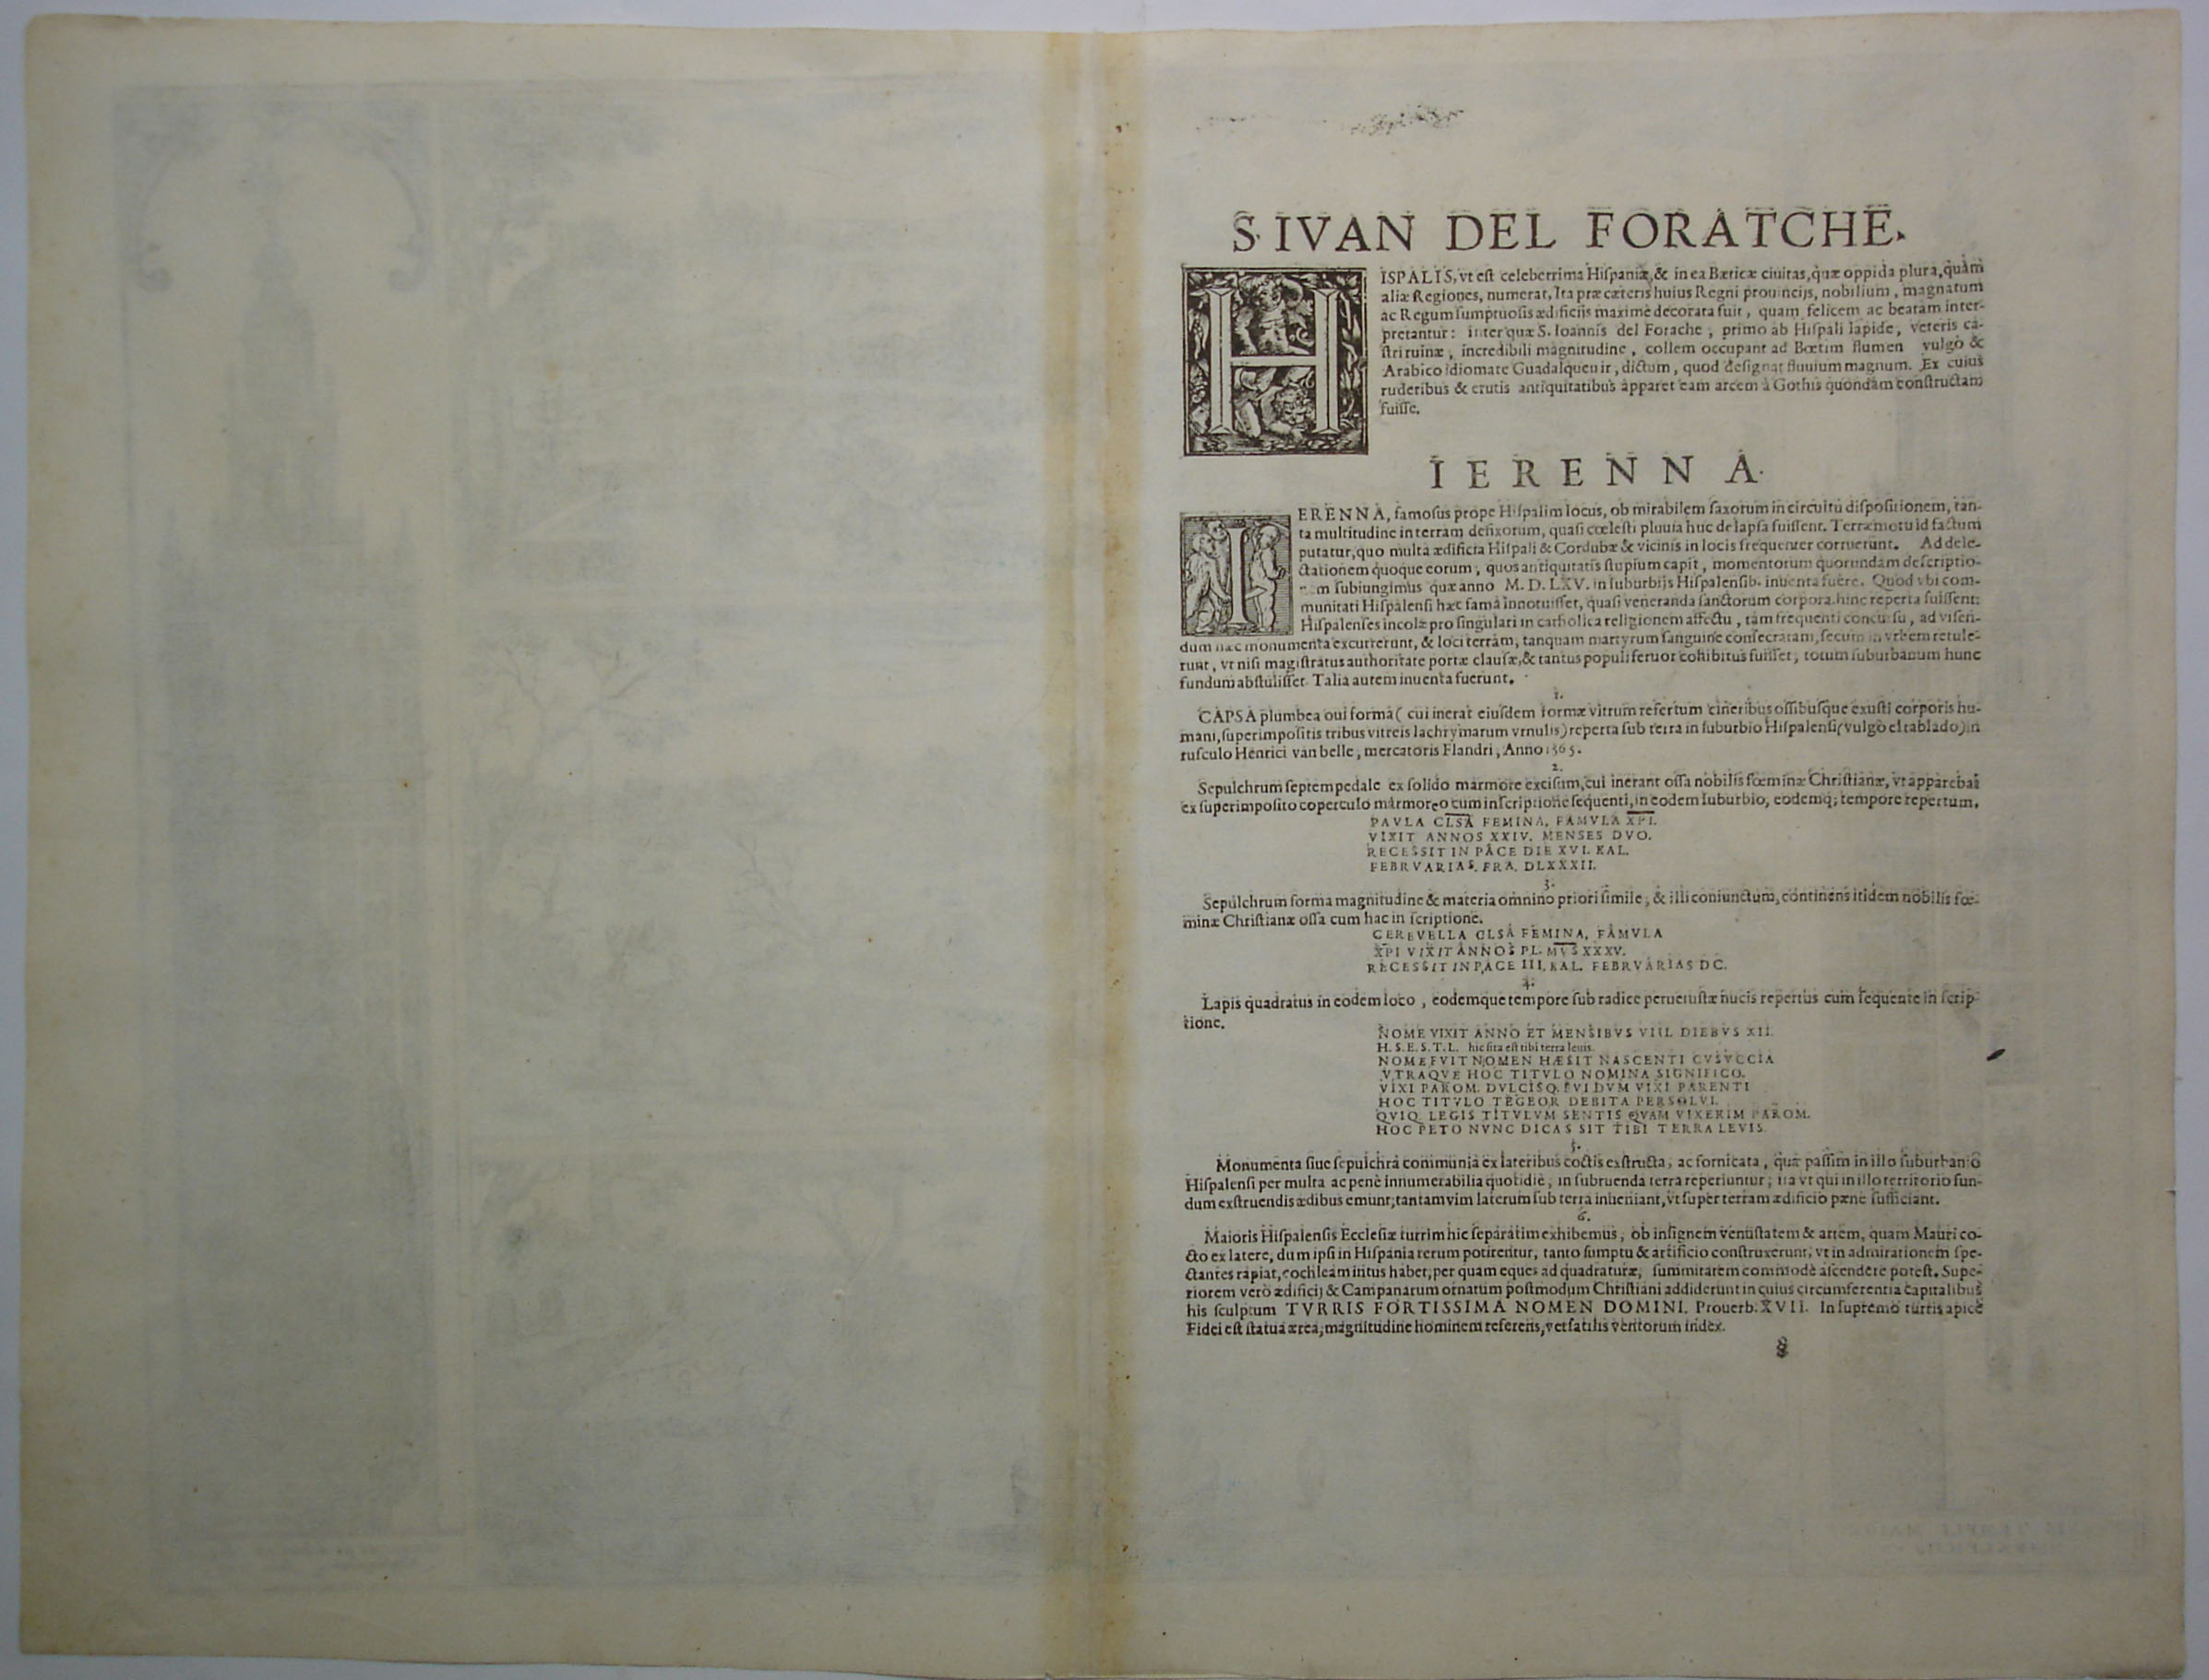 S. IVAN DEL FORATCHE.
HISPALIS, vt est celeberrima Hispaniæ, & in ea Bæticæ ciuitas, quæ oppida plura, quàm
aliæ Regiones, numerat, Ita præ cæteris huius Regni prouincijs, nobilium, magnatum
ac Regum sumptuosis ædificijs maximè decorata fuit, quam felicem ac beatam inter-
pretantur: inter quæ S. Ioannis del Forache, primo ab Hispali lapide, veteris ca-
stri ruinæ, incredibili magnitudine, collem occupant ad Bœtim flumen vulgò &
Arabico idiomate Guadalqueuir, dictum, quod designat fluuium magnum. Ex cuius
ruderibus & erutis antiquitatibus apparet eam arcem à Gothis quondam constructam
fuisse.
IERENNA.
IERENNA, famosus prope Hispalim locus, ob mirabilem saxorum in circuitu dispositionem, tan-
ta multitudine in terram defixorum, quasi cœlesti pluuia huc delapsa fuissent. Terræmotu id factum
putatur, quo multa ædificia Hispali & Cordubæ & vicinis in locis frequenter corruerunt. Ad dele-
ctationem quoque eorum, quos antiquitatis stupium capit, momentorum quorundam descriptio-
m subiungimus quæ anno M. D. LXV. in suburbijs Hispalensib. inuenta fuere. Quod vbi com-
munitati Hispalensi hæc fama innotuisset, quasi veneranda sanctorum corpora hinc reperta fuissent:
Hispalenses incolæ pro singulari in catholica religionem affectu, tam frequenti concursu, ad visen-
dum hæc monumenta excurrerunt, & loci terram, tanquam martyrum sanguine consecratam, secum in vrbem retule-
runt, vt nisi magistratus authoritate portæ clausæ, & tantus populi feruor cohibitus fuisset, totum suburbanum hunc
fundum abstulisset. Talia autem inuenta fuerunt.
1.
CAPSA plumbea oui forma (cui inerat eiusdem formæ vitrum refertum cineribus ossibusque exusti corporis hu-
mani, superimpositis tribus vitreis lachrymarum vrnulis) reperta sub terra in suburbio Hispalensi (vulgò el tablado) in
rusculo Henrici van belle, mercatoris Flandri, Anno 1565.
2.
Sepulchrum septempedale ex solido marmore excisum, cui inerant ossa nobilis fœminæ Christianæ, vt apparebat
ex superimposito coperculo marmoreo cum inscriptione sequenti, in eodem suburbio, eodemq; tempore repertum.
PAVLA CLSA FEMINA, FAMVLA XPI.
VIXIT ANNOS XXIV. MENSES DVO.
RECESSIT IN PACE DIE XVI. KAL.
FEBRVARIAS. FRA. DLXXXII.
3.
Sepulchrum forma magnitudine & materia omnino priori simile, & illi coniunctum, continens itidem nobilis fœ-
minæ Christianæ ossa cum hac in scriptione.
CEREVELLA CLSA FEMINA, FAMVLA
XPI VIXIT ANNOS PL. MVS XXXV.
RECESSIT IN PACE III. KAL. FEBRVARIAS DC.
4.
Lapis quadratus in eodem loco, eodemque tempore sub radice peruetustæ nucis repertus cum sequente in scrip-
tione.
NOME VIXIT ANNO ET MENSIBVS VIII. DIEBVS XII.
H. S. E. S. T. L. hic sita est tibi terra leuis.
NOME FVIT NOMEN HÆSIT NASCENTI CVSVCCIA
VTRAQVE HOC TITVLO NOMINA SIGNIFICO.
VIXI PAROM. DVLCISQ. FVI DVM VIXI PARENTI
HOC TITVLO TEGEOR DEBITA PERSOLVI.
QVIQ. LEGIS TITVLVM SENTIS QVAM VIXERIM PAROM.
HOC PETO NVNC DICAS SIT TIBI TERRA LEVIS.
5.
Monumenta siue sepulchra communia ex lateribus coctis exstructa, ac fornicata, quæ passim in illo suburbano
Hispalensi per multa ac penè innumerabilia quotidiè, in subruenda terra reperiuntur; ita vt qui in illo territorio fun-
dum exstruendis ædibus emunt, tantam vim laterum sub terra inueniant, vt super terram ædificio pæne sufficiant.
6.
Maioris Hispalensis Ecclesiæ turrim hic separatim exhibemus, ob insignem venustatem & artem, quam Mauri co-
cto ex latere, dum ipsi in Hispania rerum potirentur, tanto sumptu & artificio construxerunt, vt in admirationem spe-
ctantes rapiat, cochleam intus habet, per quam eques ad quadraturæ, summitatem commodè ascendere potest. Supe-
riorem verò ædificij & Campanarum ornatum postmodum Christiani addiderunt in cuius circumferentia capitalibus
his sculptum TVRRIS FORTISSIMA NOMEN DOMINI. Prouerb: XVII. In supremo turris apice
Fidei est statua ærea, magnitudine hominem referens, versatilis ventorum index.
§